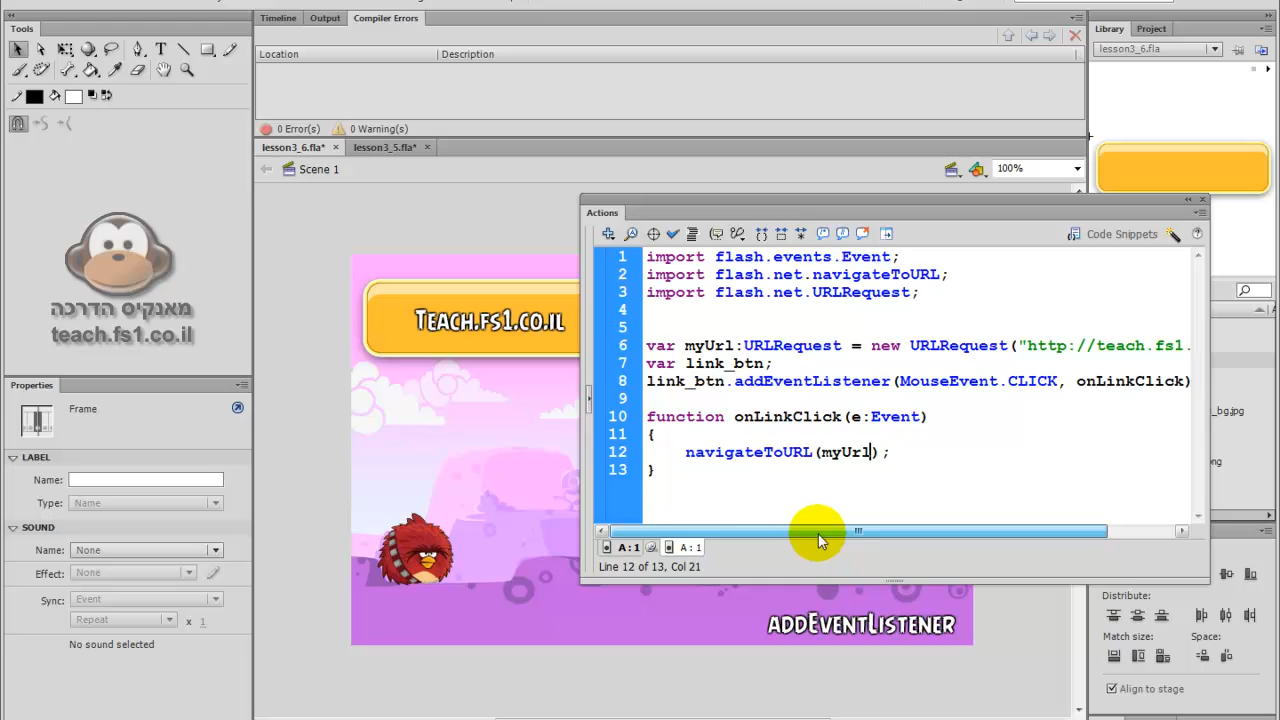 Timeline
Output
Compiler Errors
Tools
Location
Description
0 Error(s)
0 Warning(s)
lesson3_6.fla*
lesson3_5.fla*
Scene 1
100%
Library
Project
lesson3_6.fla
Actions
Code Snippets
1 import flash.events.Event;
2 import flash.net.navigateToURL;
3 import flash.net.URLRequest;
4
5
6 var myUrl:URLRequest = new URLRequest("http://teach.fs1.
7 var link_btn;
8 link_btn.addEventListener(MouseEvent.CLICK, onLinkClick)
9
10 function onLinkClick(e:Event)
11 {
12 navigateToURL(myUrl);
13 }
A:1
A:1
Line 12 of 13, Col 21
Teach.fs1.co.il
addEventListener
מאנקיס הדרכה
teach.fs1.co.il
Properties
Frame
LABEL
Name:
Type: Name
SOUND
Name: None
Effect: None
Sync: Event
Repeat x 1
No sound selected
_bg.jpg
ng
Distribute:
Match size:
Space:
Align to stage